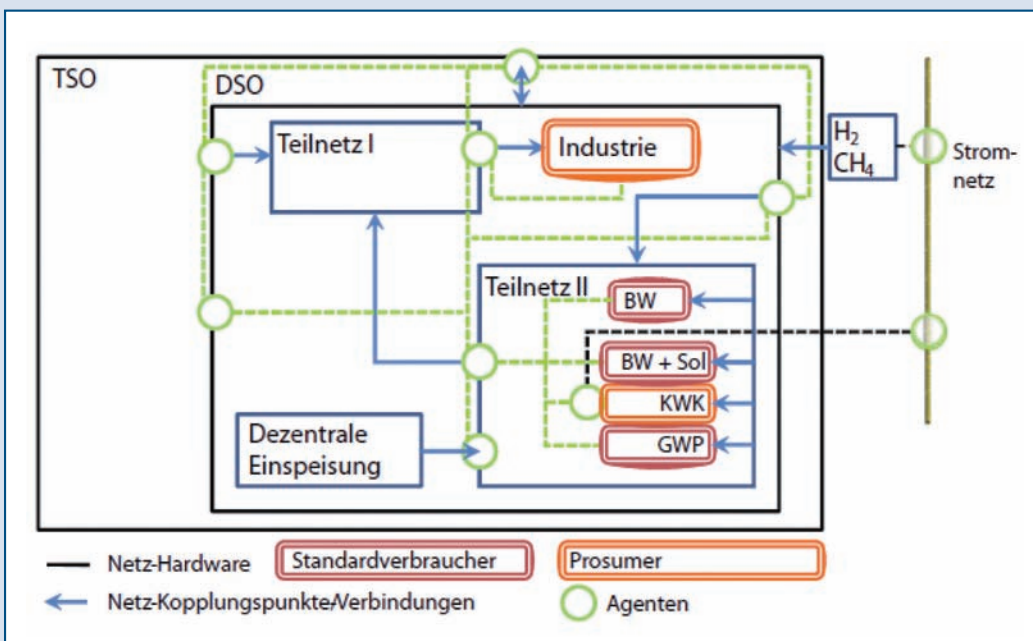 TSO
DSO
Teilnetz I
Industrie
H2
CH4
Strom-
netz
Teilnetz II
BW
BW + Sol
KWK
GWP
Dezentrale
Einspeisung
Netz-Hardware
Standardverbraucher
Prosumer
Netz-Kopplungspunkte/Verbindungen
Agenten